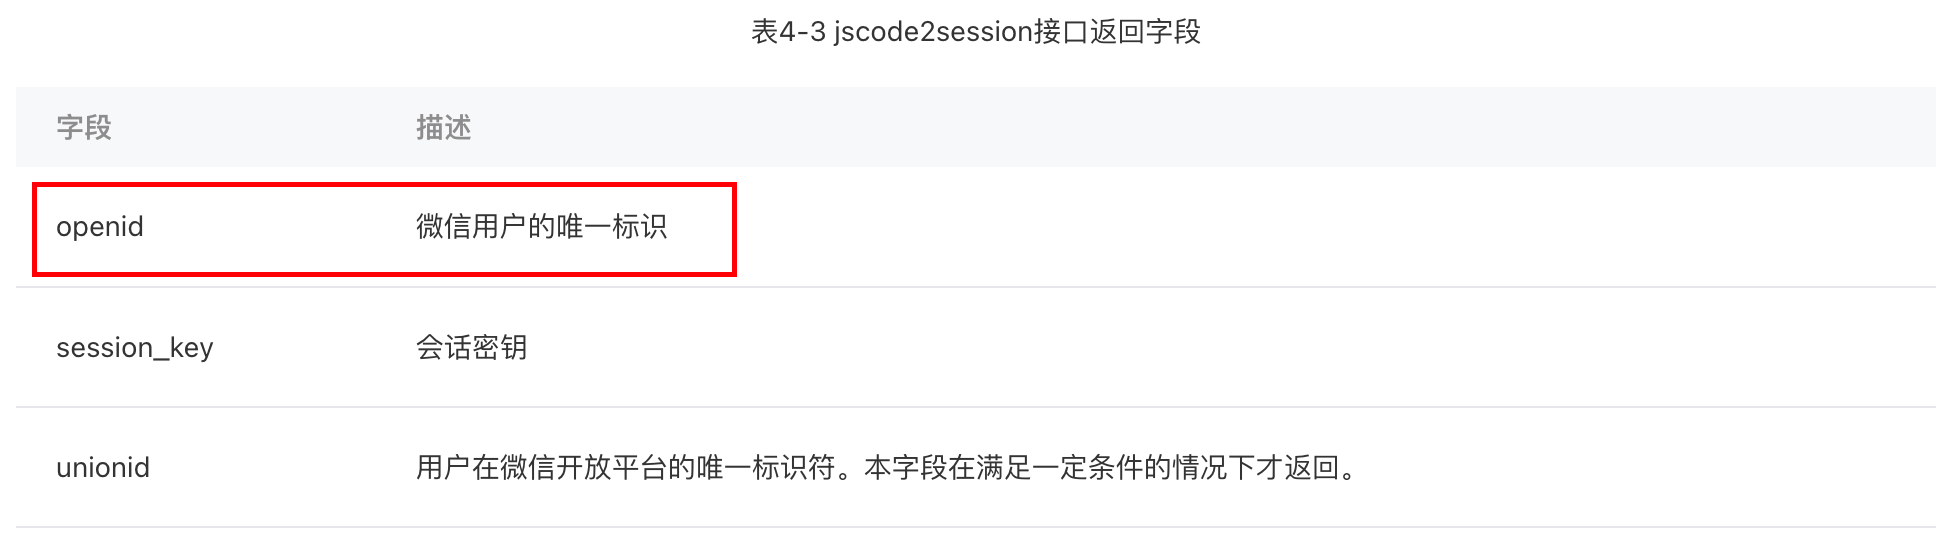 表4-3 jscode2session接口返回字段
字段 描述
openid 微信用户的唯一标识
session_key 会话密钥
unionid 用户在微信开放平台的唯一标识符。本字段在满足一定条件的情况下才返回。